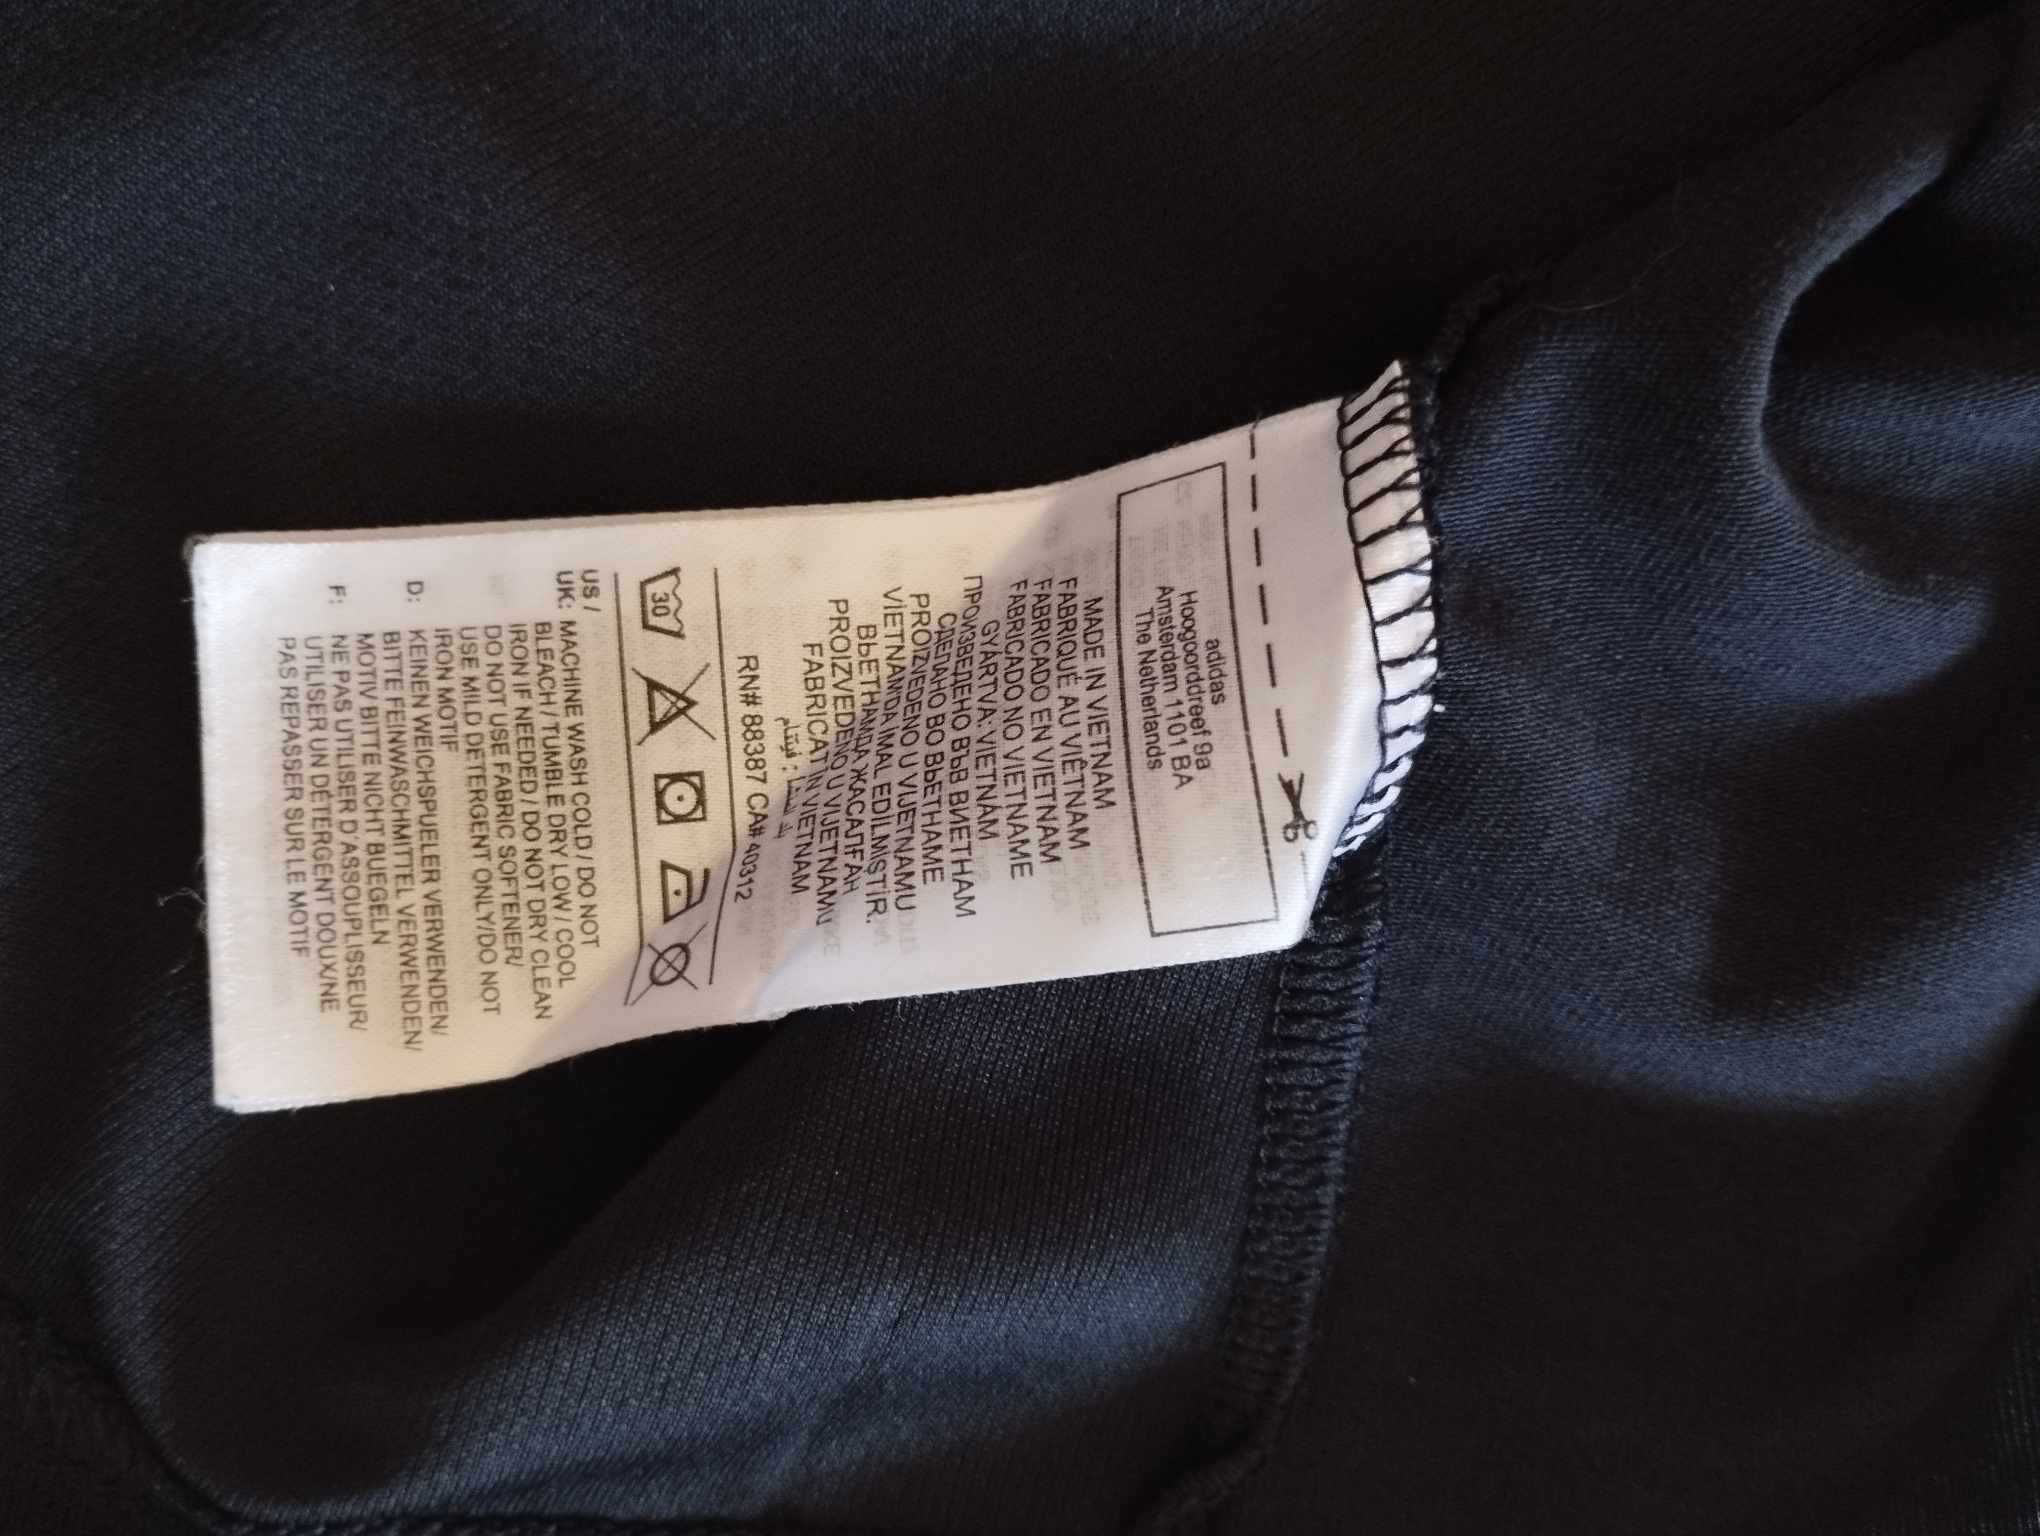 adidas
Hoogoorddreef 9a
Amsterdam 1101 BA
The Netherlands
MADE IN VIETNAM
FABRIQUÉ AU VIÊTNAM
FABRICADO EN VIETNAM
FABRICADO NO VIETNAME
GYÁRTVA: VIETNÁM
ПРОИЗВЕДЕНО ВЪВ ВИЕТНАМ
СДЕЛАНО ВО ВЬЕТНАМЕ
PROIZVEDENO U VIJETNAMU
VİETNAMDA İMAL EDİLMİŞTİR.
ВЬЕТНАМДА ЖАСАЛҒАН
PROIZVEDENO U VIJETNAMU
FABRICAT IN VIETNAM
RN# 88387 CA# 40312
30
US /
UK: MACHINE WASH COLD / DO NOT
BLEACH / TUMBLE DRY LOW / COOL
IRON IF NEEDED / DO NOT DRY CLEAN
DO NOT USE FABRIC SOFTENER/
USE MILD DETERGENT ONLY/DO NOT
IRON MOTIF
D: KEINEN WEICHSPUELER VERWENDEN/
BITTE FEINWASCHMITTEL VERWENDEN/
MOTIV BITTE NICHT BUEGELN
F: NE PAS UTILISER D'ASSOUPLISSEUR/
UTILISER UN DÉTERGENT DOUX/NE
PAS REPASSER SUR LE MOTIF